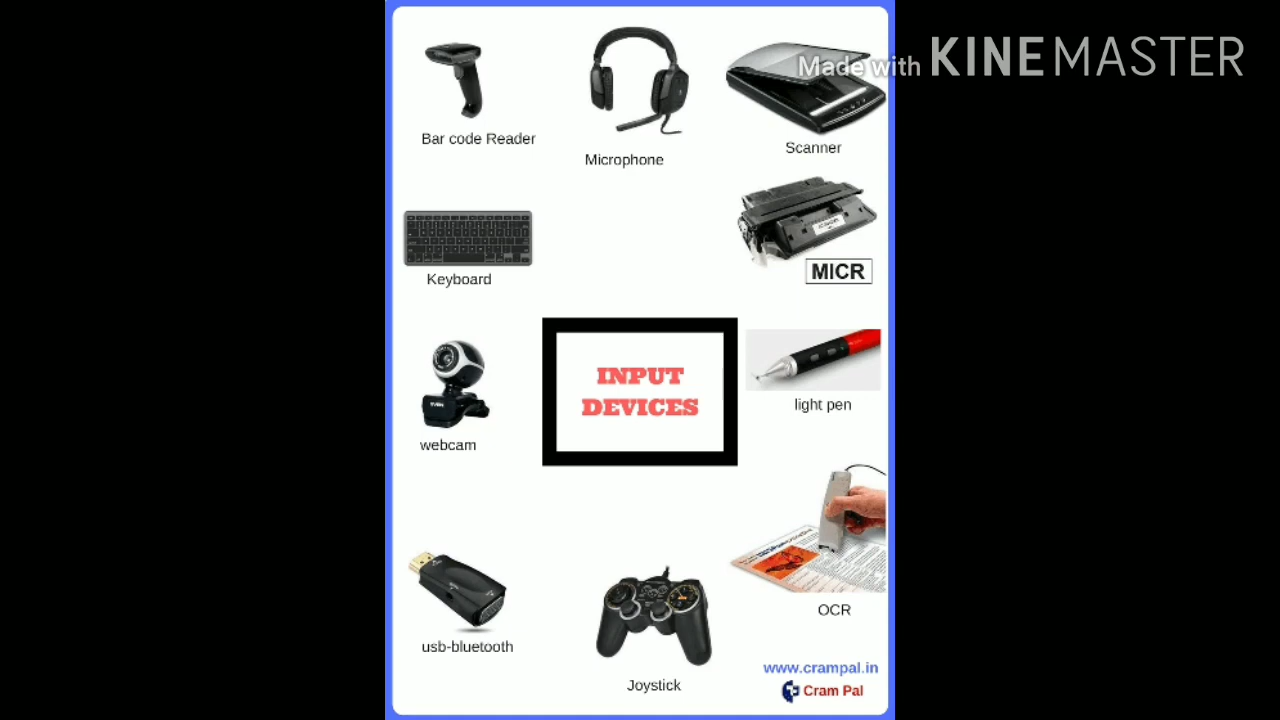 Made with KINEMASTER
Bar code Reader
Microphone
Scanner
Keyboard
MICR
INPUT
DEVICES
light pen
webcam
OCR
usb-bluetooth
Joystick
www.crampal.in
Cram Pal